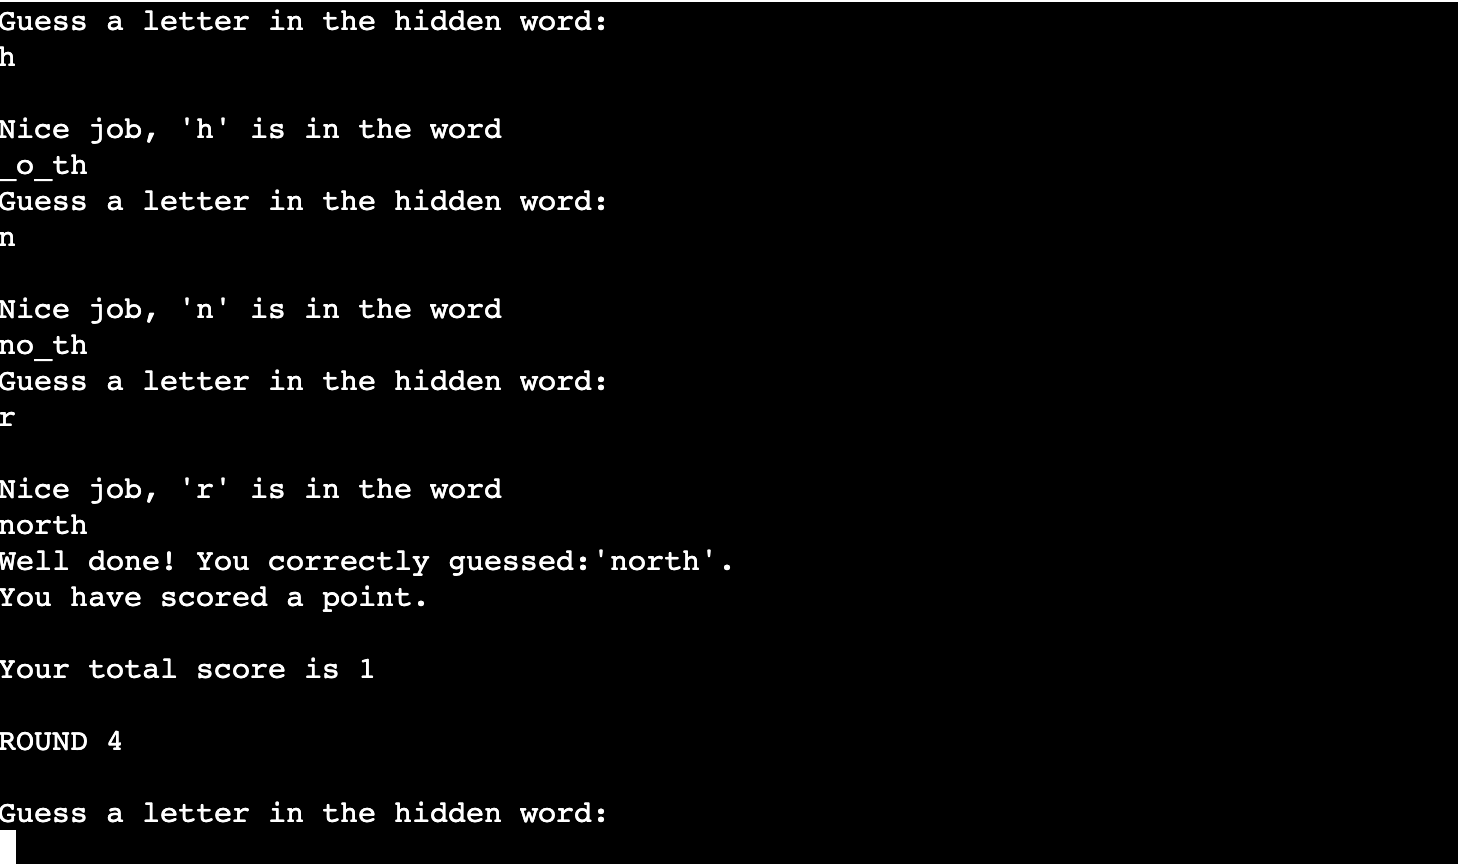 Guess a letter in the hidden word:
h
Nice job, 'h' is in the word
_o_th
Guess a letter in the hidden word:
n
Nice job, 'n' is in the word
no_th
Guess a letter in the hidden word:
r
Nice job, 'r' is in the word
north
Well done! You correctly guessed:'north'.
You have scored a point.
Your total score is 1
ROUND 4
Guess a letter in the hidden word: